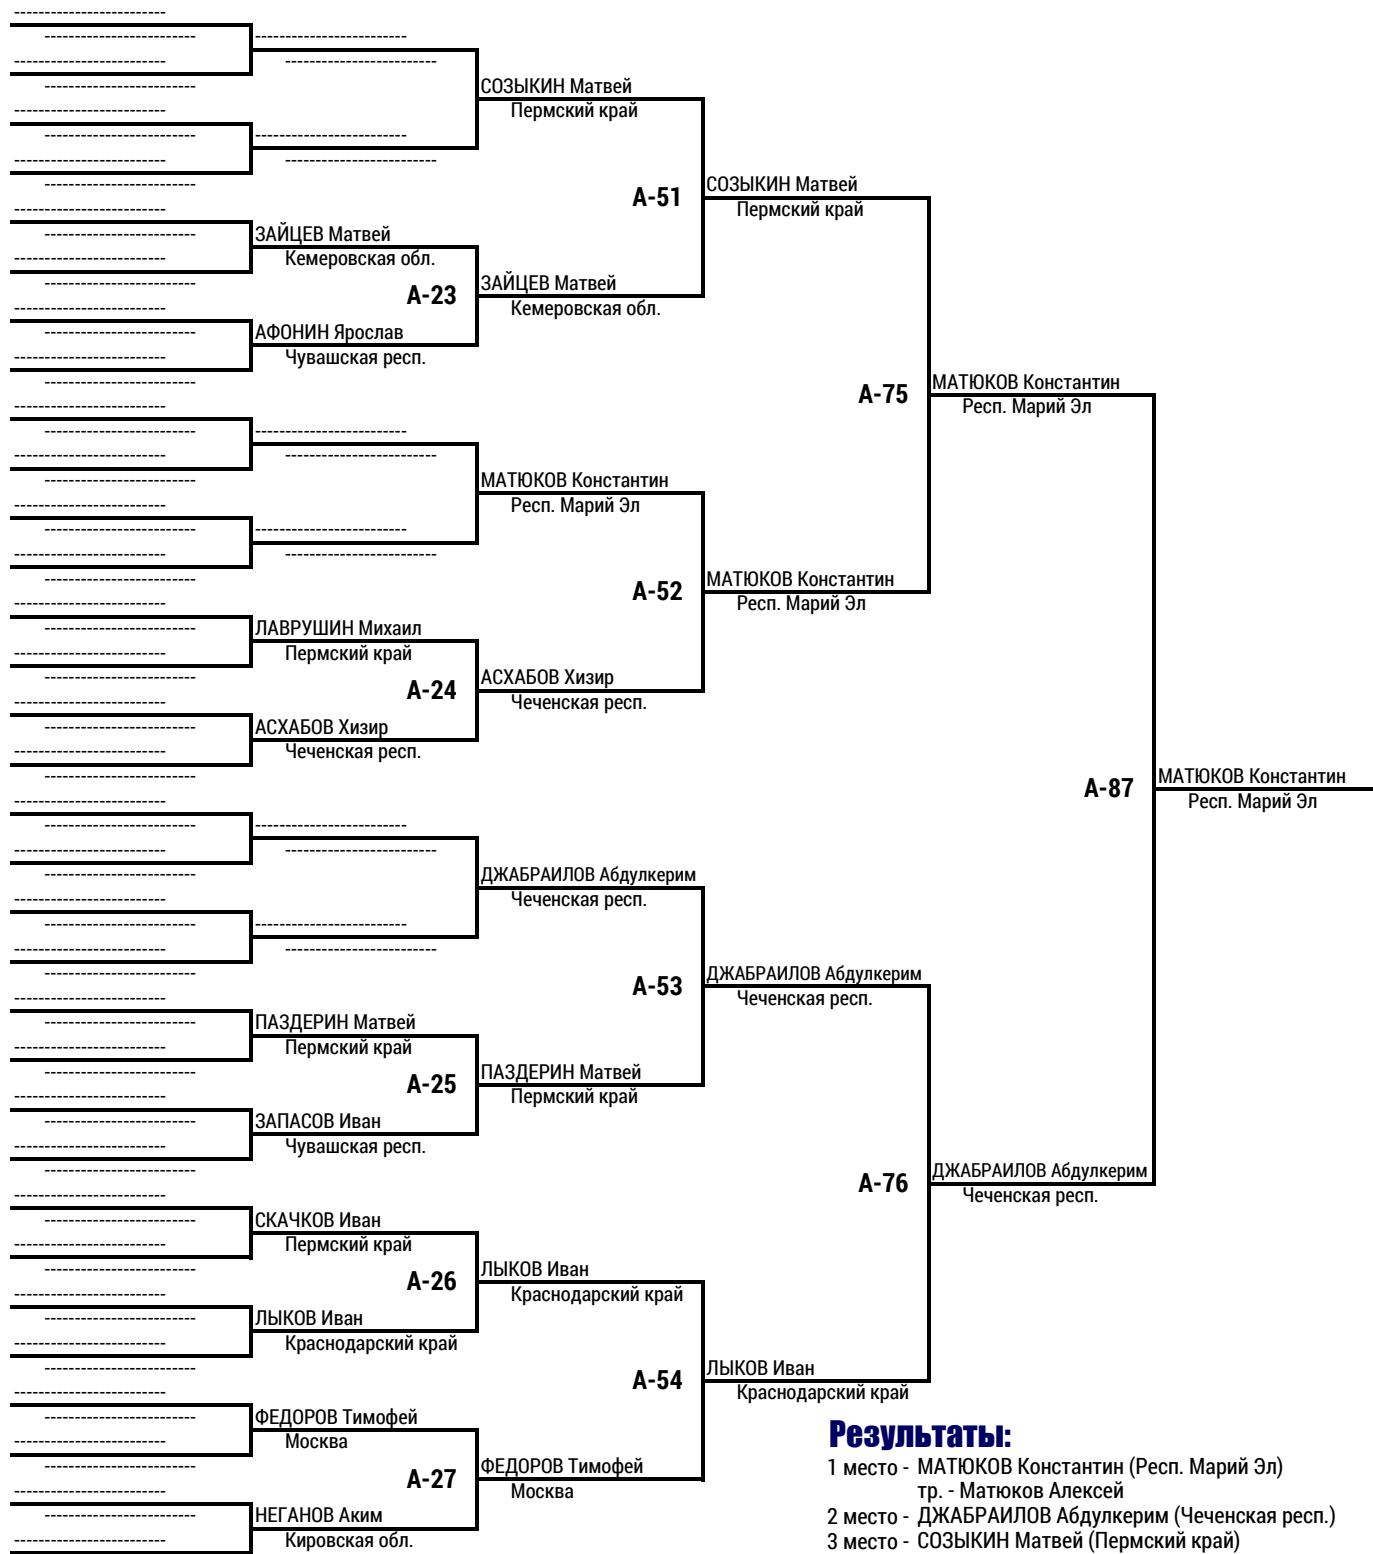 СОЗЫКИН Матвей
Пермский край
ЗАЙЦЕВ Матвей
Кемеровская обл.
А-23
АФОНИН Ярослав
Чувашская респ.
ЗАЙЦЕВ Матвей
Кемеровская обл.
А-51
СОЗЫКИН Матвей
Пермский край
МАТЮКОВ Константин
Респ. Марий Эл
ЛАВРУШИН Михаил
Пермский край
А-24
АСХАБОВ Хизир
Чеченская респ.
АСХАБОВ Хизир
Чеченская респ.
А-52
МАТЮКОВ Константин
Респ. Марий Эл
А-75
МАТЮКОВ Константин
Респ. Марий Эл
ДЖАБРАИЛОВ Абдулкерим
Чеченская респ.
ПАЗДЕРИН Матвей
Пермский край
А-25
ЗАПАСОВ Иван
Чувашская респ.
ПАЗДЕРИН Матвей
Пермский край
А-53
ДЖАБРАИЛОВ Абдулкерим
Чеченская респ.
СКАЧКОВ Иван
Пермский край
А-26
ЛЫКОВ Иван
Краснодарский край
ЛЫКОВ Иван
Краснодарский край
ФЕДОРОВ Тимофей
Москва
А-27
НЕГАНОВ Аким
Кировская обл.
ФЕДОРОВ Тимофей
Москва
А-54
ЛЫКОВ Иван
Краснодарский край
А-76
ДЖАБРАИЛОВ Абдулкерим
Чеченская респ.
А-87
МАТЮКОВ Константин
Респ. Марий Эл
Результаты:
1 место - МАТЮКОВ Константин (Респ. Марий Эл)
тр. - Матюков Алексей
2 место - ДЖАБРАИЛОВ Абдулкерим (Чеченская респ.)
3 место - СОЗЫКИН Матвей (Пермский край)